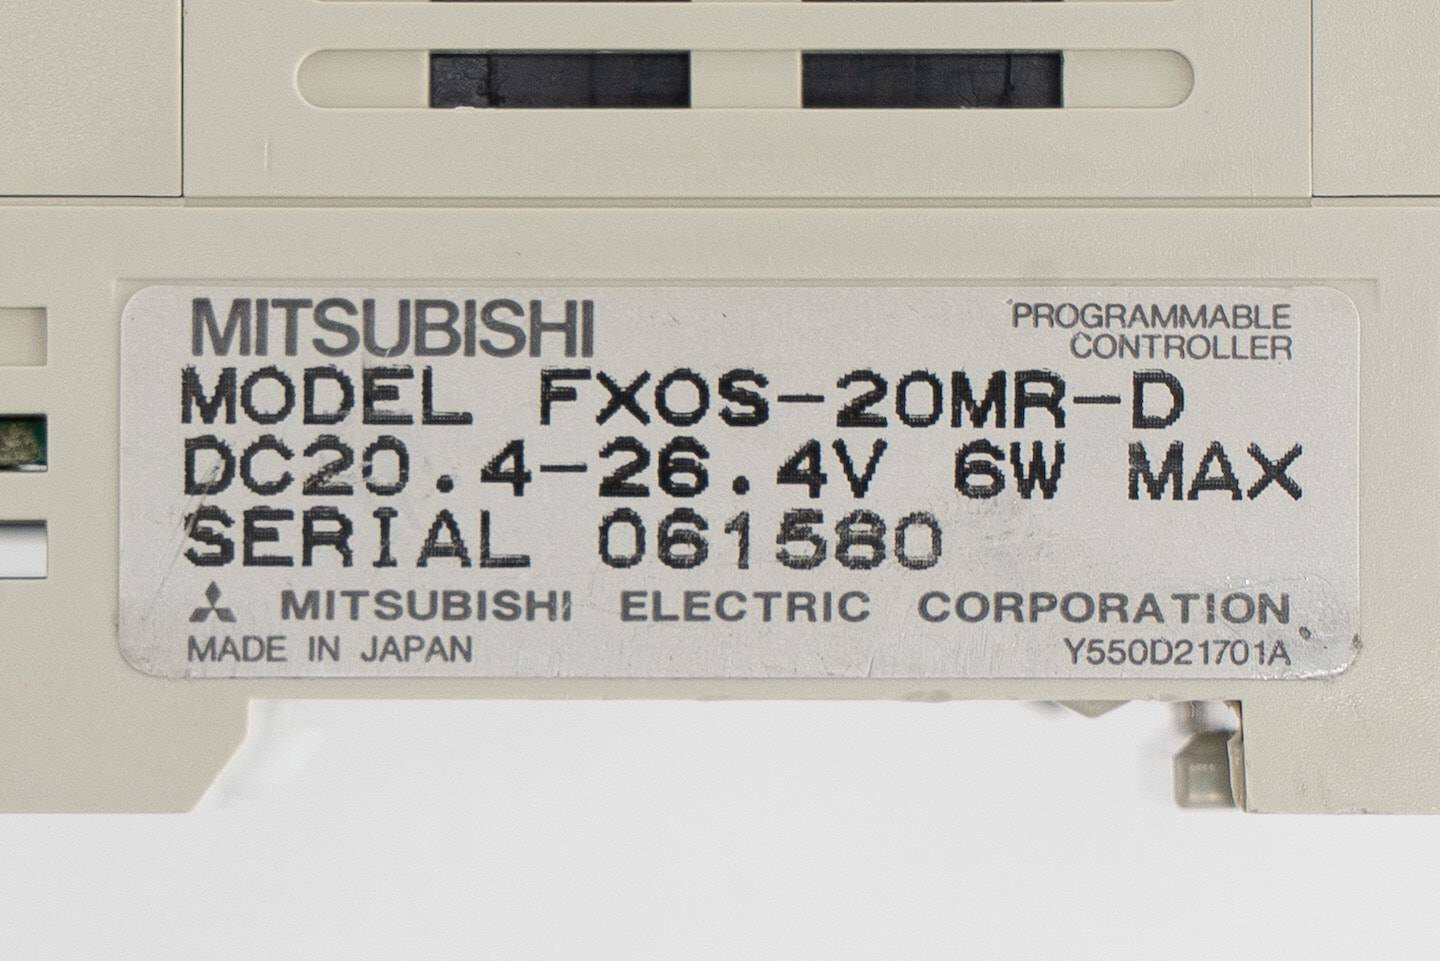 MITSUBISHI
PROGRAMMABLE
CONTROLLER
MODEL FX0S-20MR-D
DC20.4-26.4V 6W MAX
SERIAL 061580
MITSUBISHI ELECTRIC CORPORATION
MADE IN JAPAN
Y550D21701A